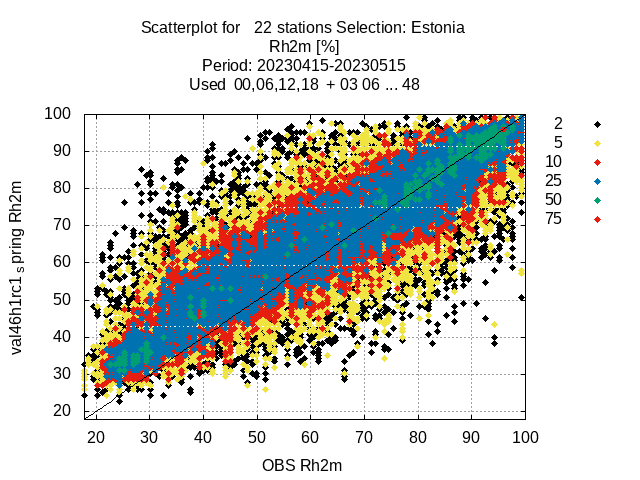 Scatterplot for 22 stations Selection: Estonia
Rh2m [%]
Period: 20230415-20230515
Used 00,06,12,18 + 03 06 ... 48
2
5
10
25
50
75
100
90
80
70
60
50
40
30
20
val46h1rc1 s pring Rh2m
20 30 40 50 60 70 80 90 100
OBS Rh2m